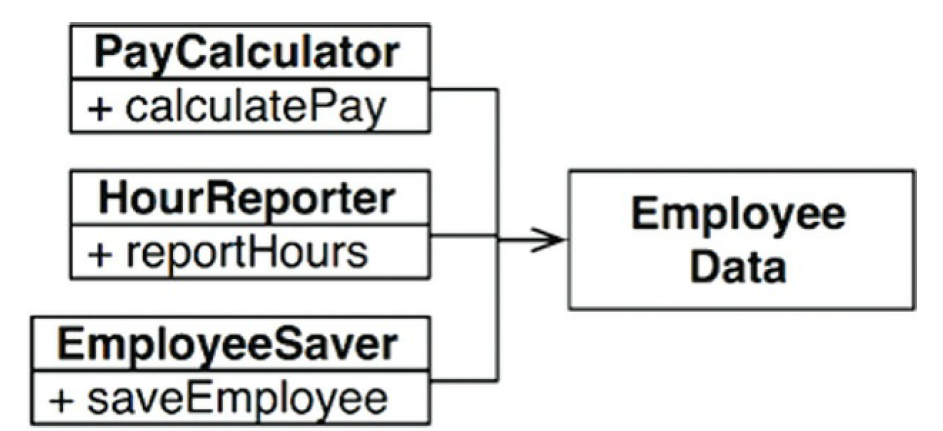 PayCalculator
+ calculatePay
HourReporter
+ reportHours
EmployeeSaver
+ saveEmployee
Employee
Data